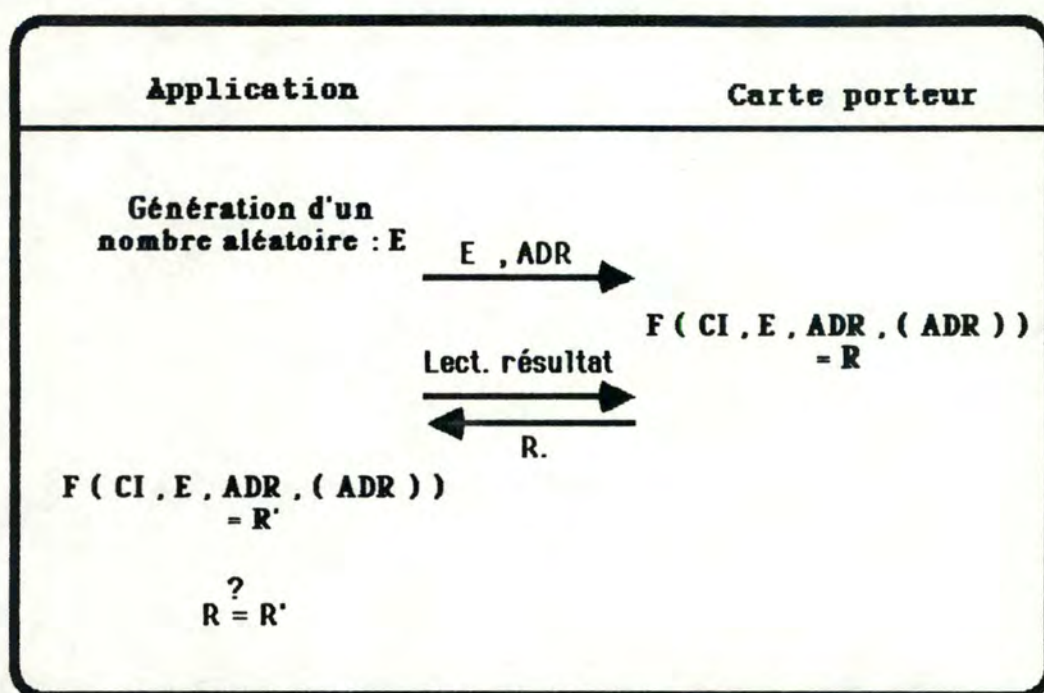 Application
Carte porteur
Génération d'un
nombre aléatoire : E
E , ADR
F ( CI , E , ADR , ( ADR ) )
= R
Lect. résultat
R.
F ( CI , E , ADR , ( ADR ) )
= R'
?
R = R'